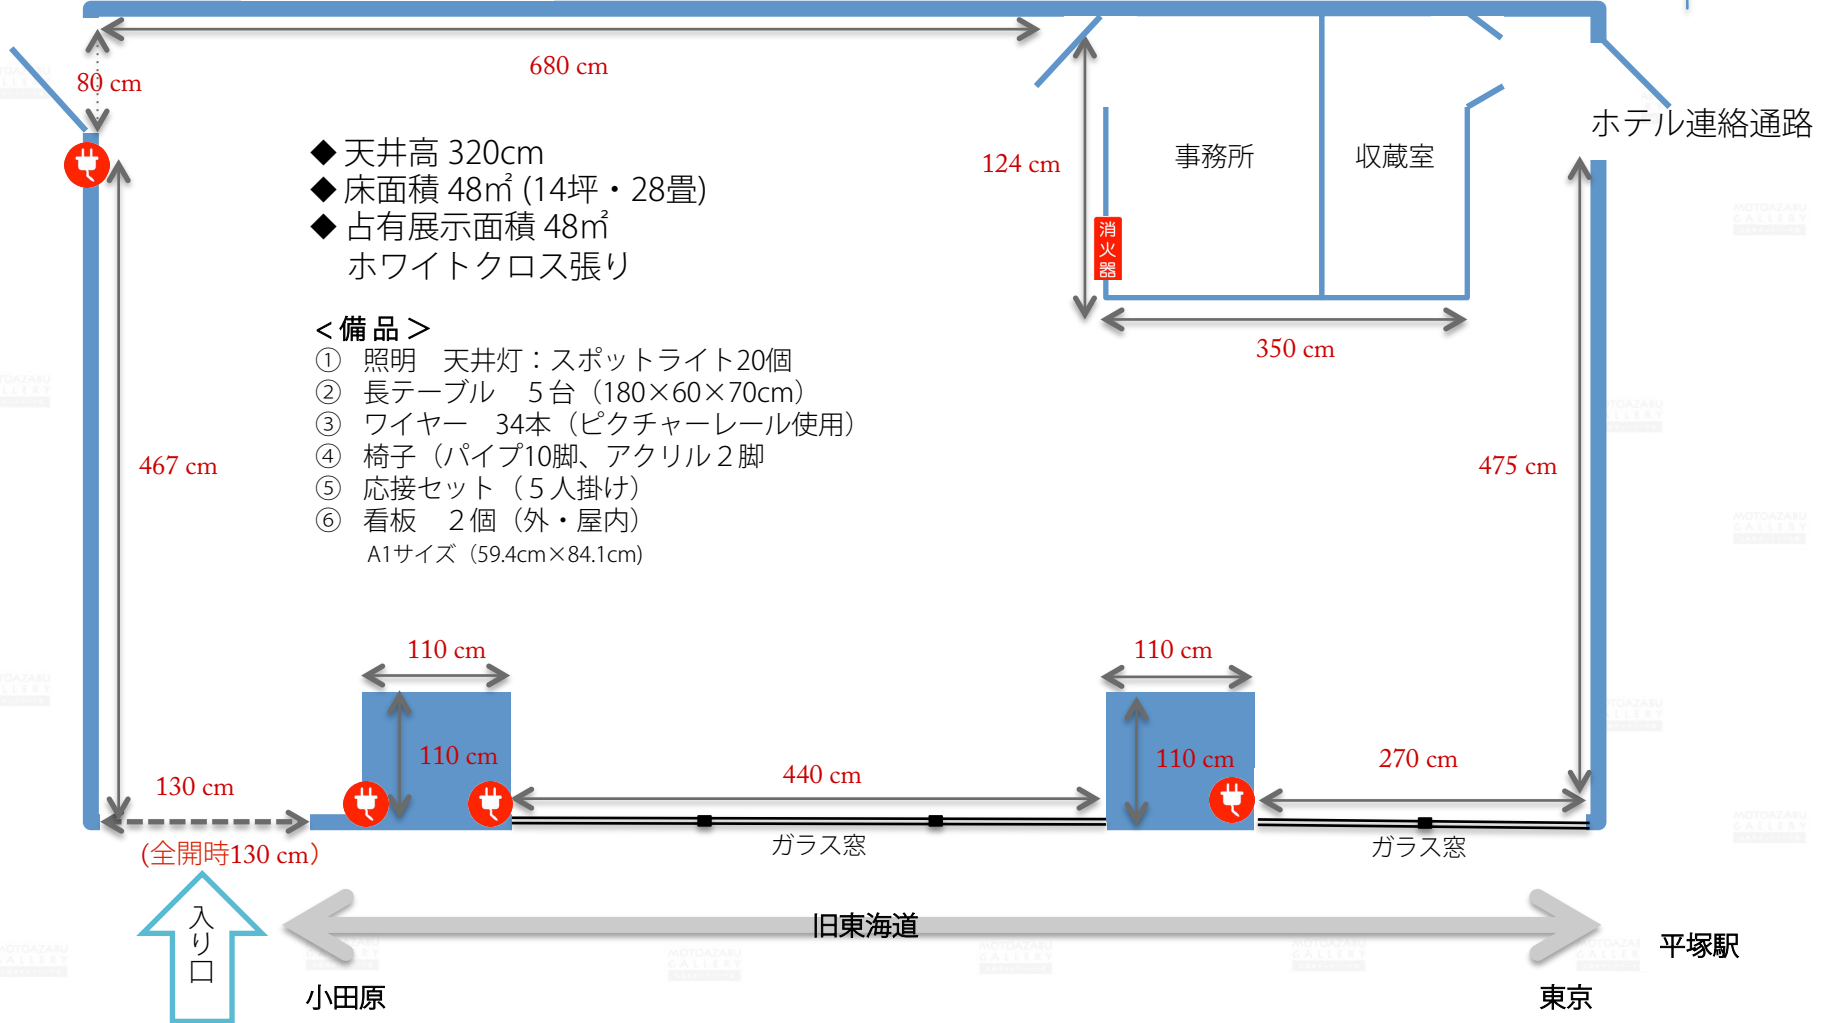 680 cm
80 cm
ホテル連絡通路
◆ 天井高 320cm
◆ 床面積 48㎡ (14坪・28畳)
◆ 占有展示面積 48㎡
ホワイトクロス張り
124 cm
事務所
収蔵室
消火器
350 cm
<備品>
① 照明 天井灯：スポットライト20個
② 長テーブル 5台（180×60×70cm）
③ ワイヤー 34本（ピクチャーレール使用）
④ 椅子（パイプ10脚、アクリル2脚
⑤ 応接セット（5人掛け）
⑥ 看板 2個（外・屋内）
A1サイズ（59.4cm×84.1cm)
467 cm
475 cm
110 cm
110 cm
110 cm
110 cm
130 cm
440 cm
270 cm
(全開時130 cm）
ガラス窓
ガラス窓
入り口
旧東海道
平塚駅
小田原
東京
MOTOAZABU
GALLERY